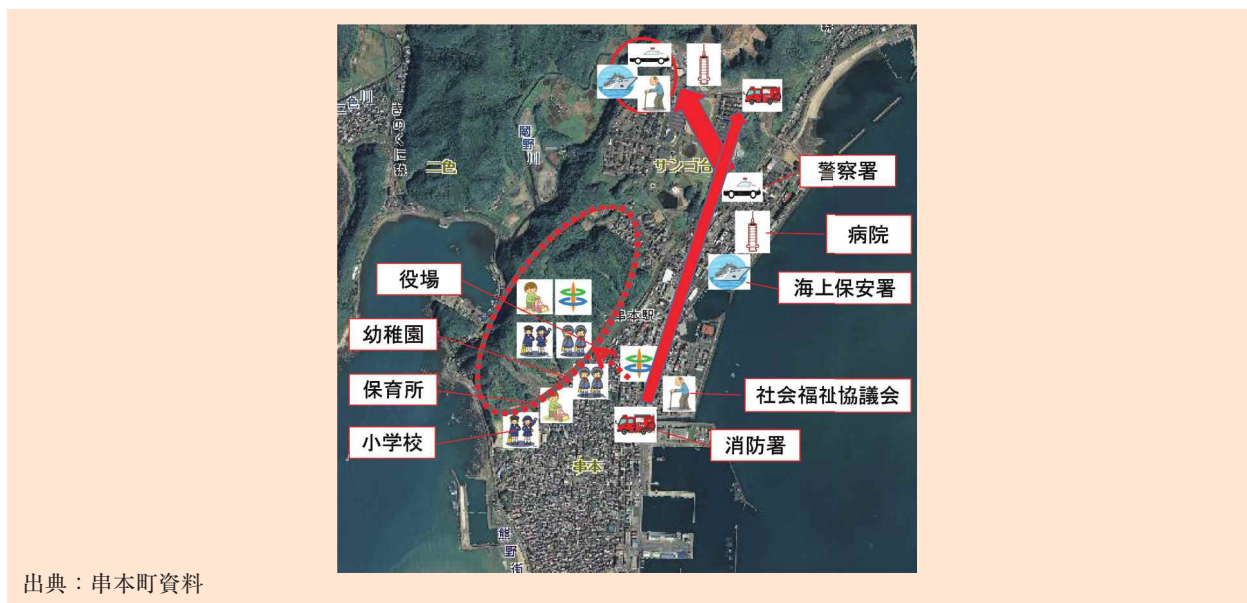 二色
サンゴ台
警察署
病院
海上保安署
役場
串本駅
幼稚園
保育所
小学校
社会福祉協議会
消防署
串本
熊野街
出典：串本町資料